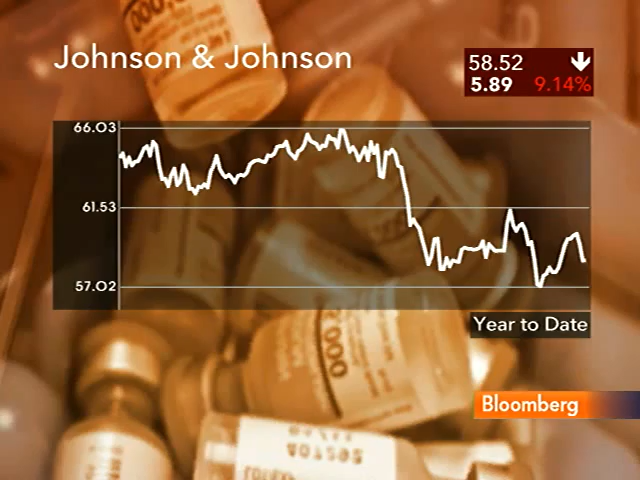 Johnson & Johnson
58.52
5.89 9.14%
66.03
61.53
57.02
Year to Date
Bloomberg